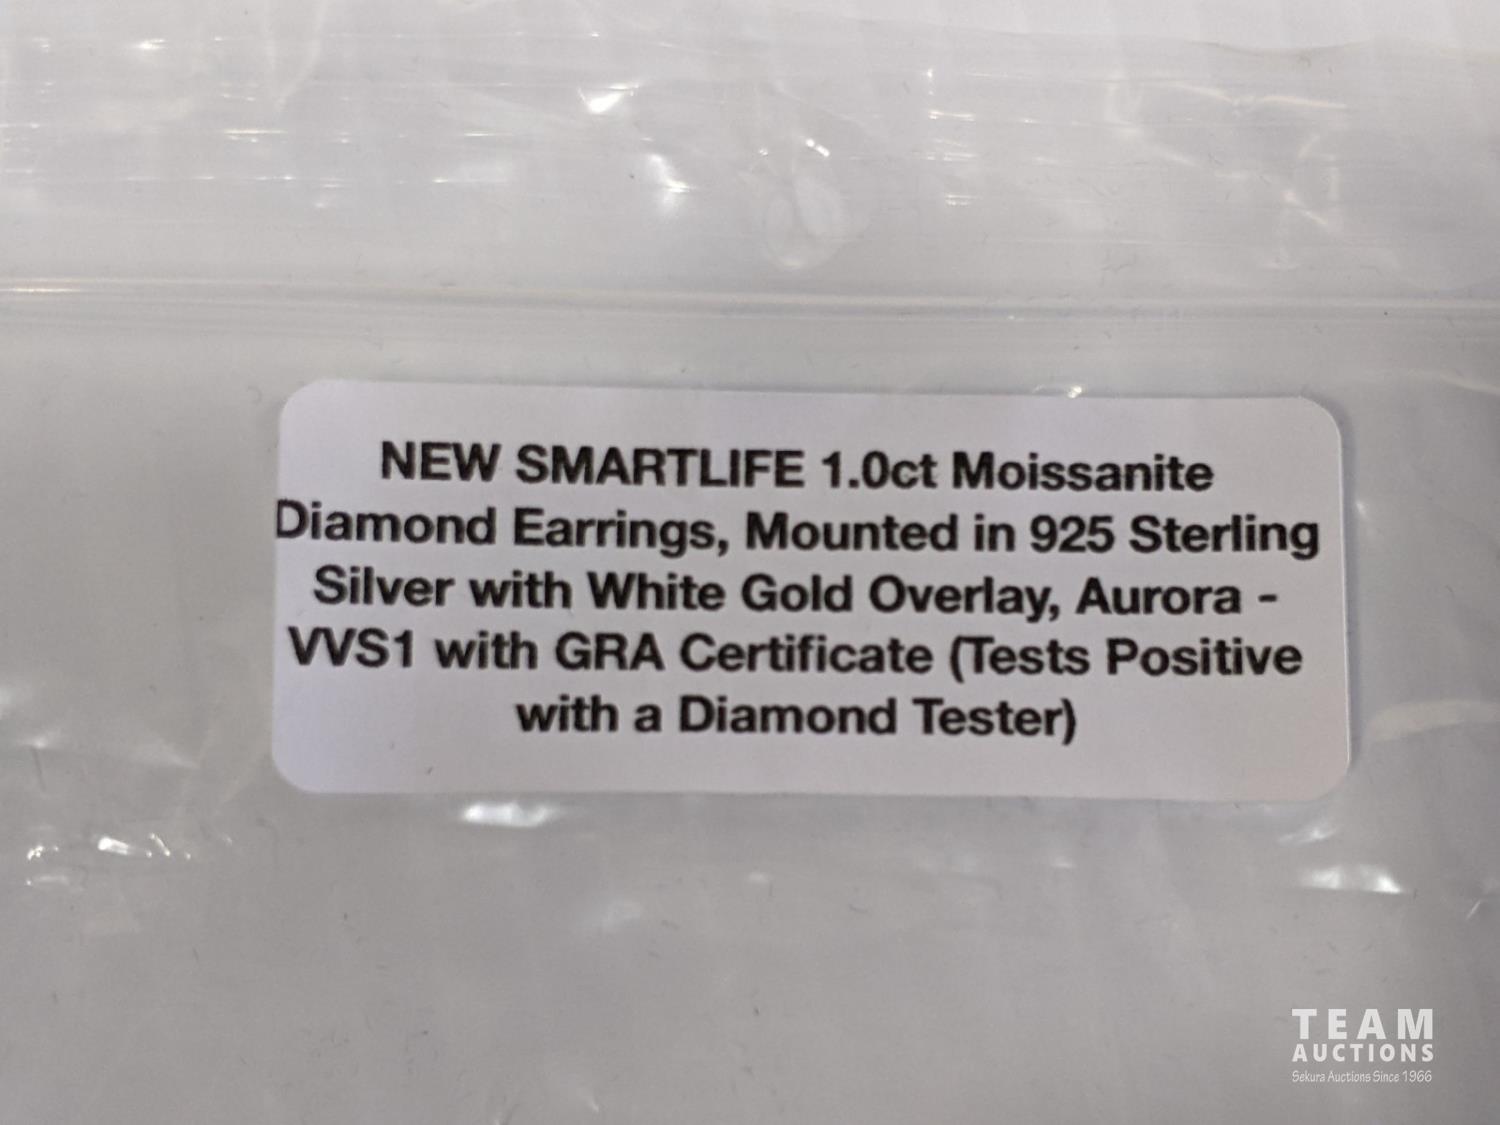 NEW SMARTLIFE 1.0ct Moissanite
Diamond Earrings, Mounted in 925 Sterling
Silver with White Gold Overlay, Aurora -
VVS1 with GRA Certificate (Tests Positive
with a Diamond Tester)
TEAM
AUCTIONS
Sekura Auctions Since 1966